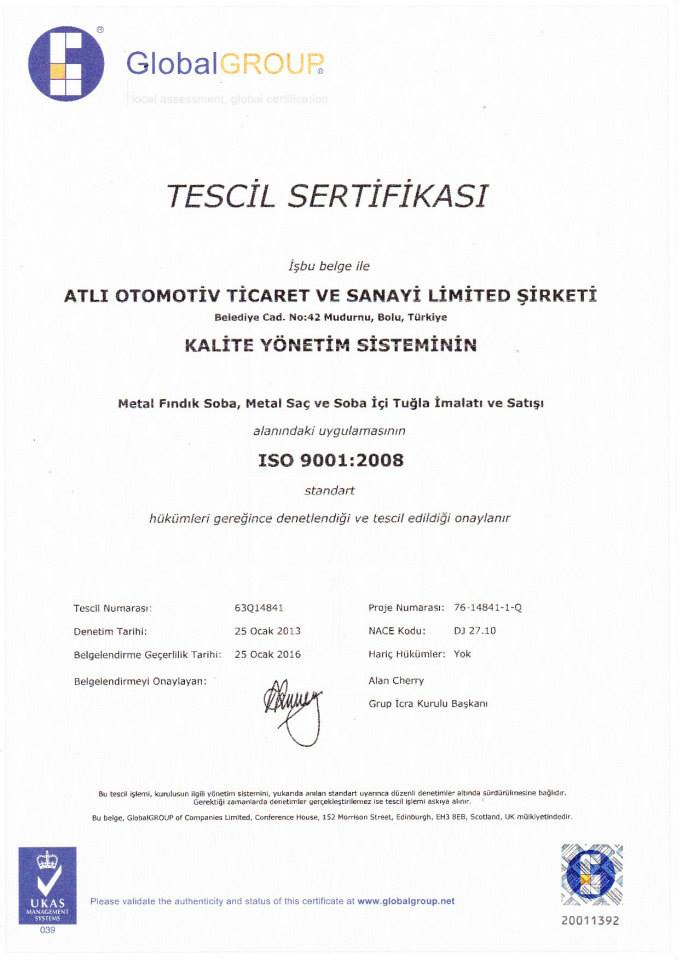 ®
GlobalGROUP®
local assessment, global certification
TESCİL SERTİFİKASI
İşbu belge ile
ATLI OTOMOTİV TİCARET VE SANAYİ LİMİTED ŞİRKETİ
Belediye Cad. No:42 Mudurnu, Bolu, Türkiye
KALİTE YÖNETİM SİSTEMİNİN
Metal Fındık Soba, Metal Saç ve Soba İçi Tuğla İmalatı ve Satışı
alanındaki uygulamasının
ISO 9001:2008
standart
hükümleri gereğince denetlendiği ve tescil edildiği onaylanır
Tescil Numarası: 63Q14841 Proje Numarası: 76-14841-1-Q
Denetim Tarihi: 25 Ocak 2013 NACE Kodu: DJ 27.10
Belgelendirme Geçerlilik Tarihi: 25 Ocak 2016 Hariç Hükümler: Yok
Belgelendirmeyi Onaylayan: Alan Cherry
Grup İcra Kurulu Başkanı
Bu tescil işlemi, kurulusun ilgili yönetim sistemini, yukarıda anılan standart uyarınca düzenli denetimler altında sürdürülmesine bağlıdır.
Gerektiği zamanlarda denetimler gerçekleştirilemez ise tescil işlemi askıya alınır.
Bu belge, GlobalGROUP of Companies Limited, Conference House, 152 Morrison Street, Edinburgh, EH3 8EB, Scotland, UK mülkiyetindedir.
UKAS
MANAGEMENT
SYSTEMS
039
Please validate the authenticity and status of this certificate at www.globalgroup.net
20011392